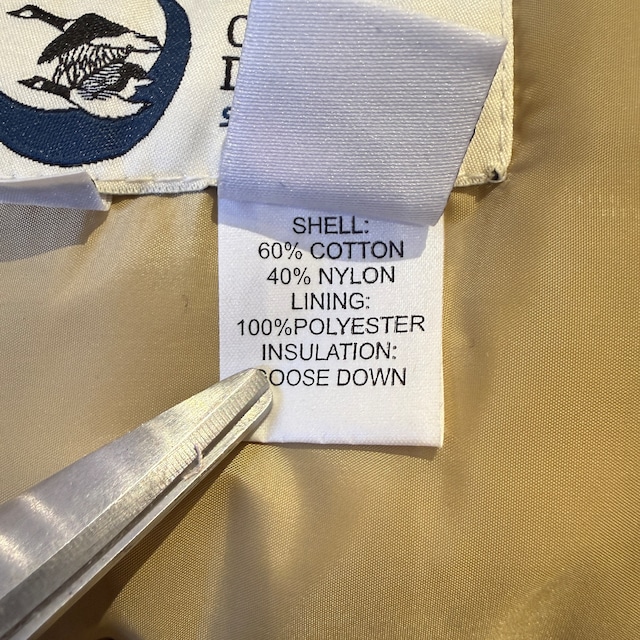 SHELL:
60% COTTON
40% NYLON
LINING:
100%POLYESTER
INSULATION:
GOOSE DOWN